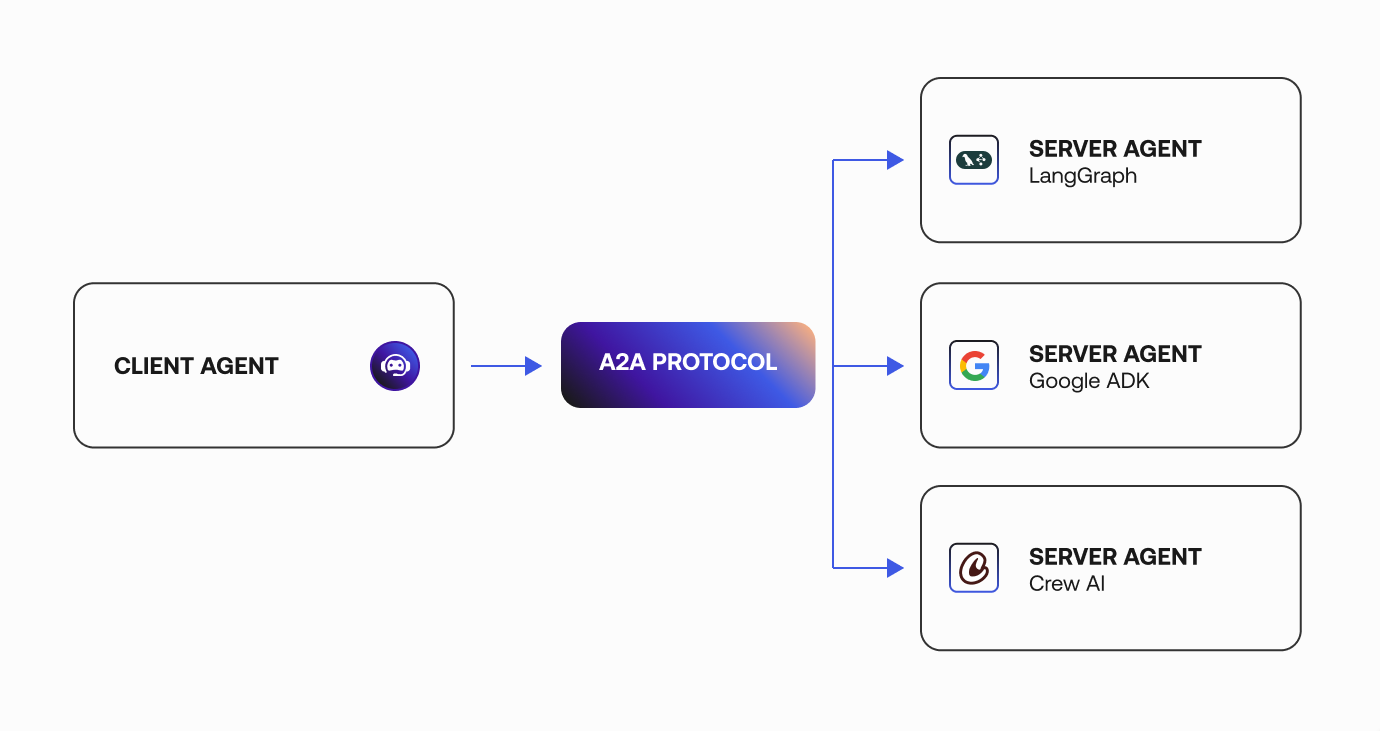 CLIENT AGENT
A2A PROTOCOL
SERVER AGENT
LangGraph
SERVER AGENT
Google ADK
SERVER AGENT
Crew AI